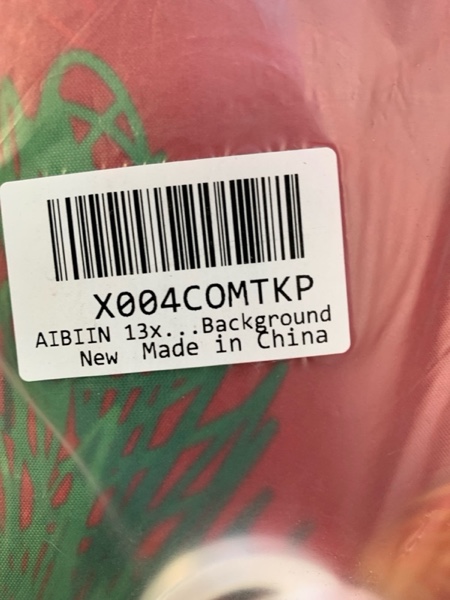 X004COMTKP
AIBIIN 13x...Background
New Made in China